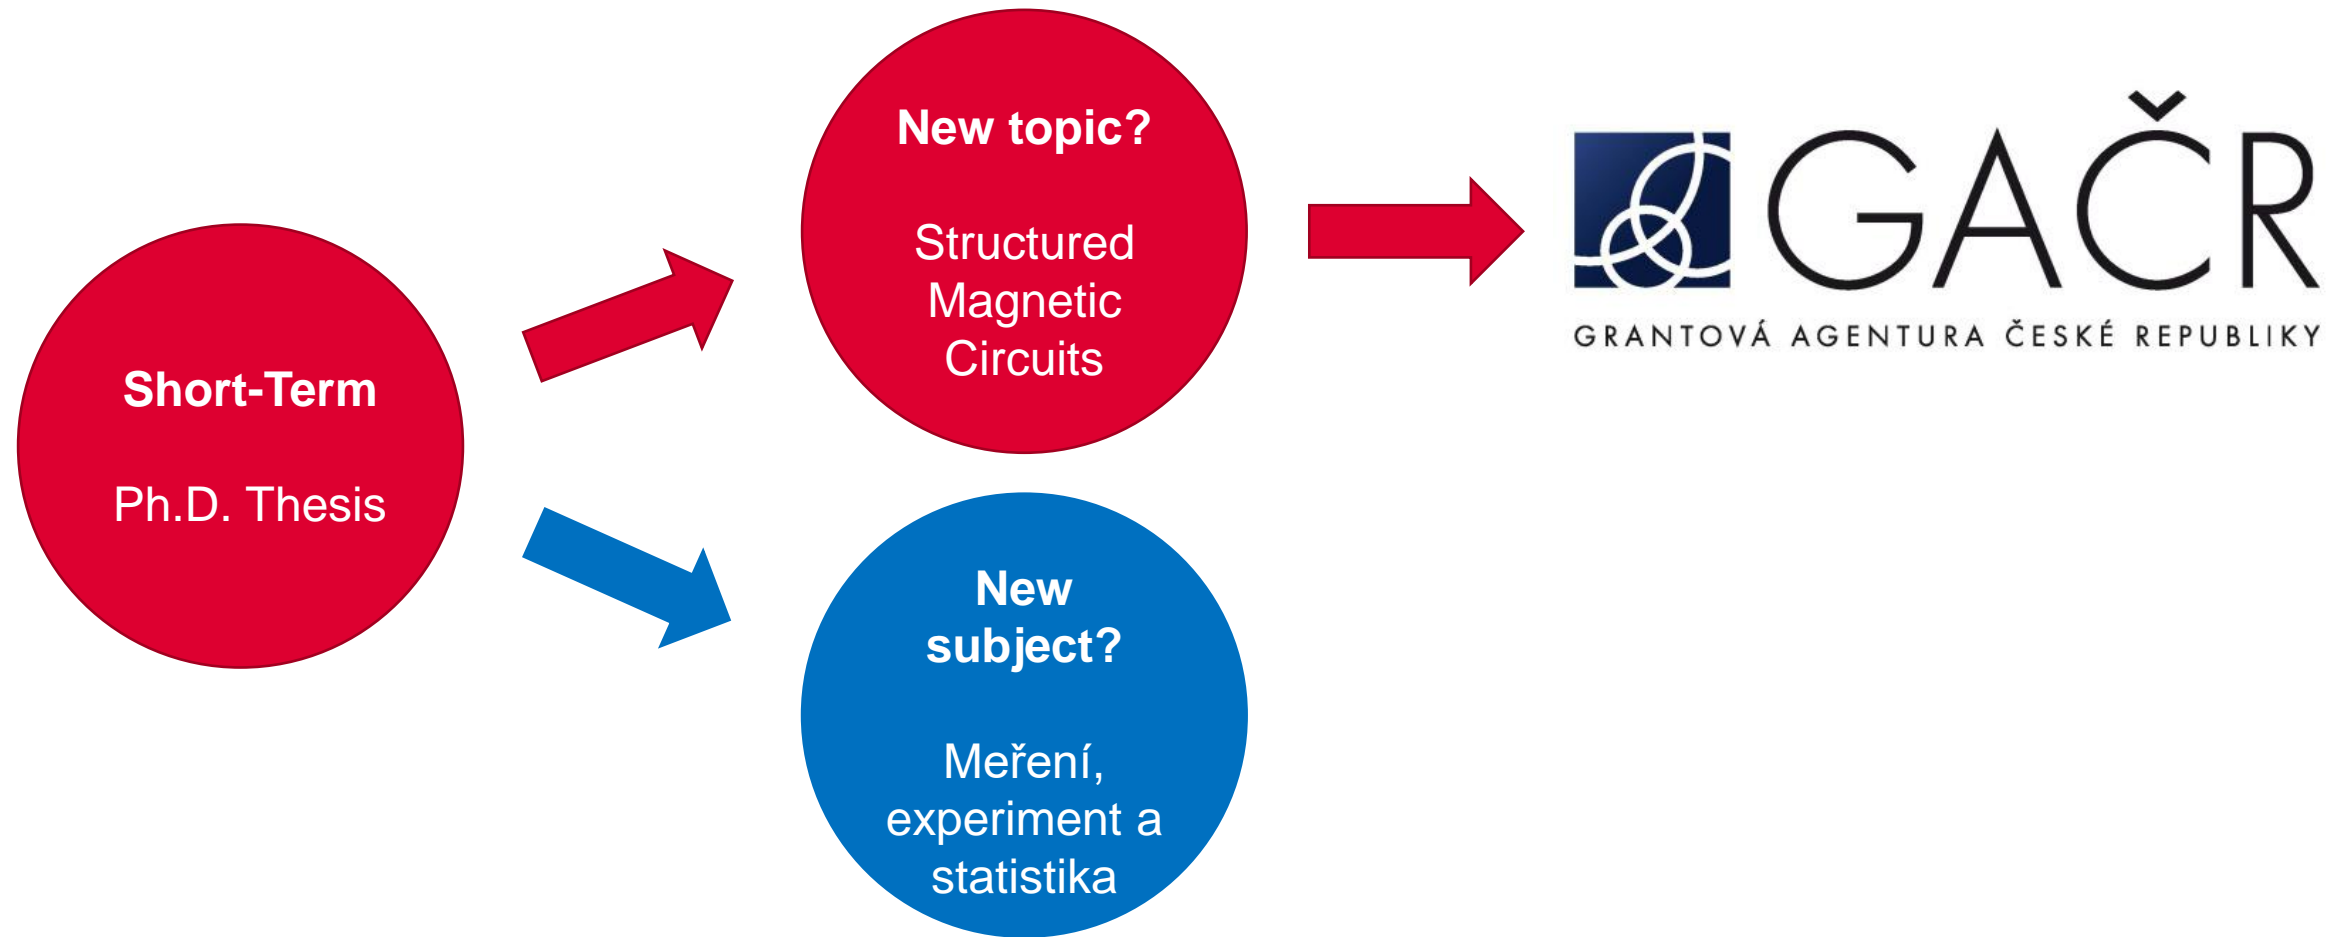 Short-Term
Ph.D. Thesis
New topic?
Structured
Magnetic
Circuits
New
subject?
Meření,
experiment a
statistika
GAČR
GRANTOVÁ AGENTURA ČESKÉ REPUBLIKY